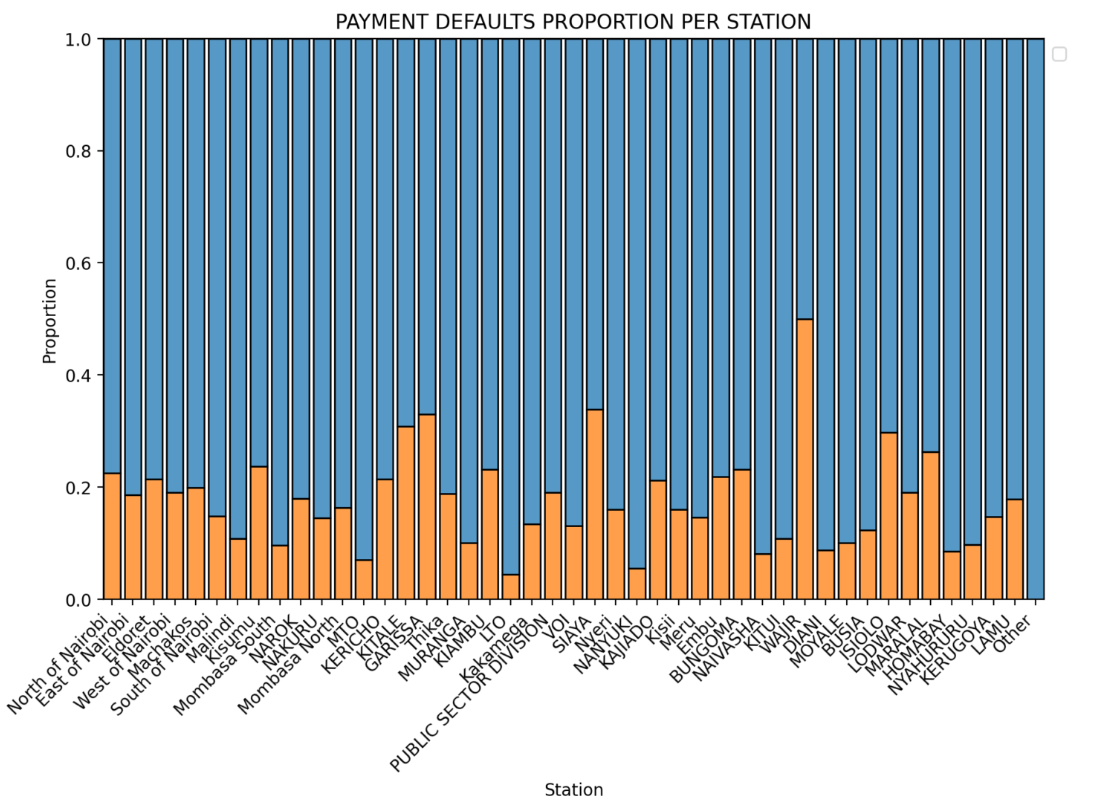 PAYMENT DEFAULTS PROPORTION PER STATION
1.0
0.8
0.6
0.4
0.2
0.0
Proportion
North of Nairobi
East of Nairobi
Eldoret
West of Nairobi
Machakos
South of Nairobi
Malindi
Kisumu
Mombasa South
NAROK
NAKURU
Mombasa North
MTO
KERICHO
KITALE
GARISSA
Thika
MURANGA
KIAMBU
LTO
Kakamega
PUBLIC SECTOR DIVISION
VOI
SIAYA
Nyeri
NANYUKI
KAJIADO
Kisii
Meru
Embu
BUNGOMA
NAIVASHA
KITUI
WAJIR
DIANI
MOYALE
BUSIA
ISIOLO
LODWAR
MARALAL
HOMABAY
NYAHURURU
KERUGOYA
LAMU
Other
Station